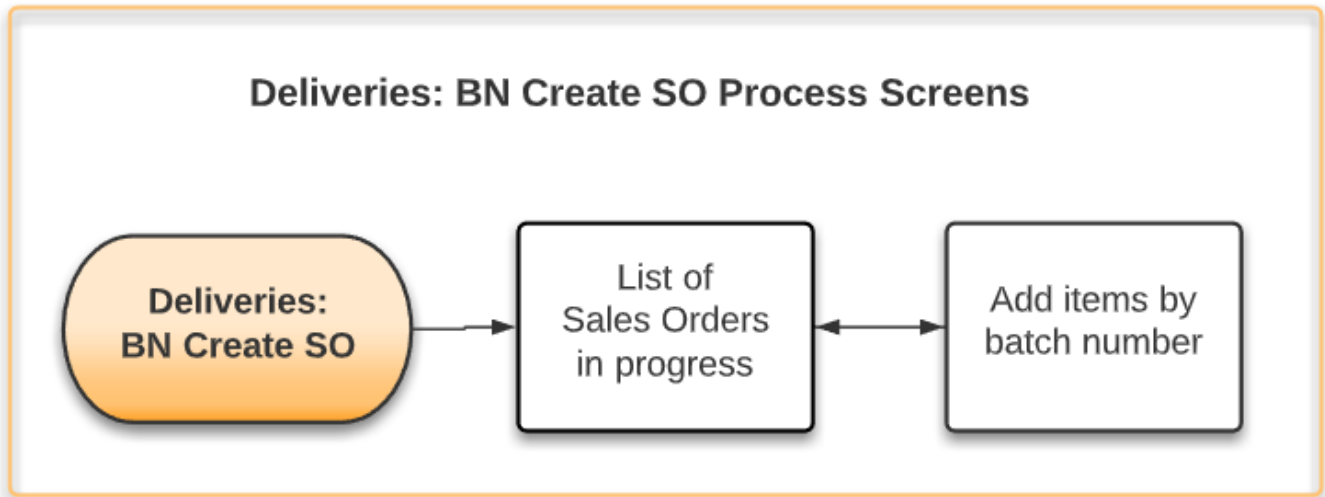 Deliveries: BN Create SO Process Screens
Deliveries:
BN Create SO
List of
Sales Orders
in progress
Add items by
batch number